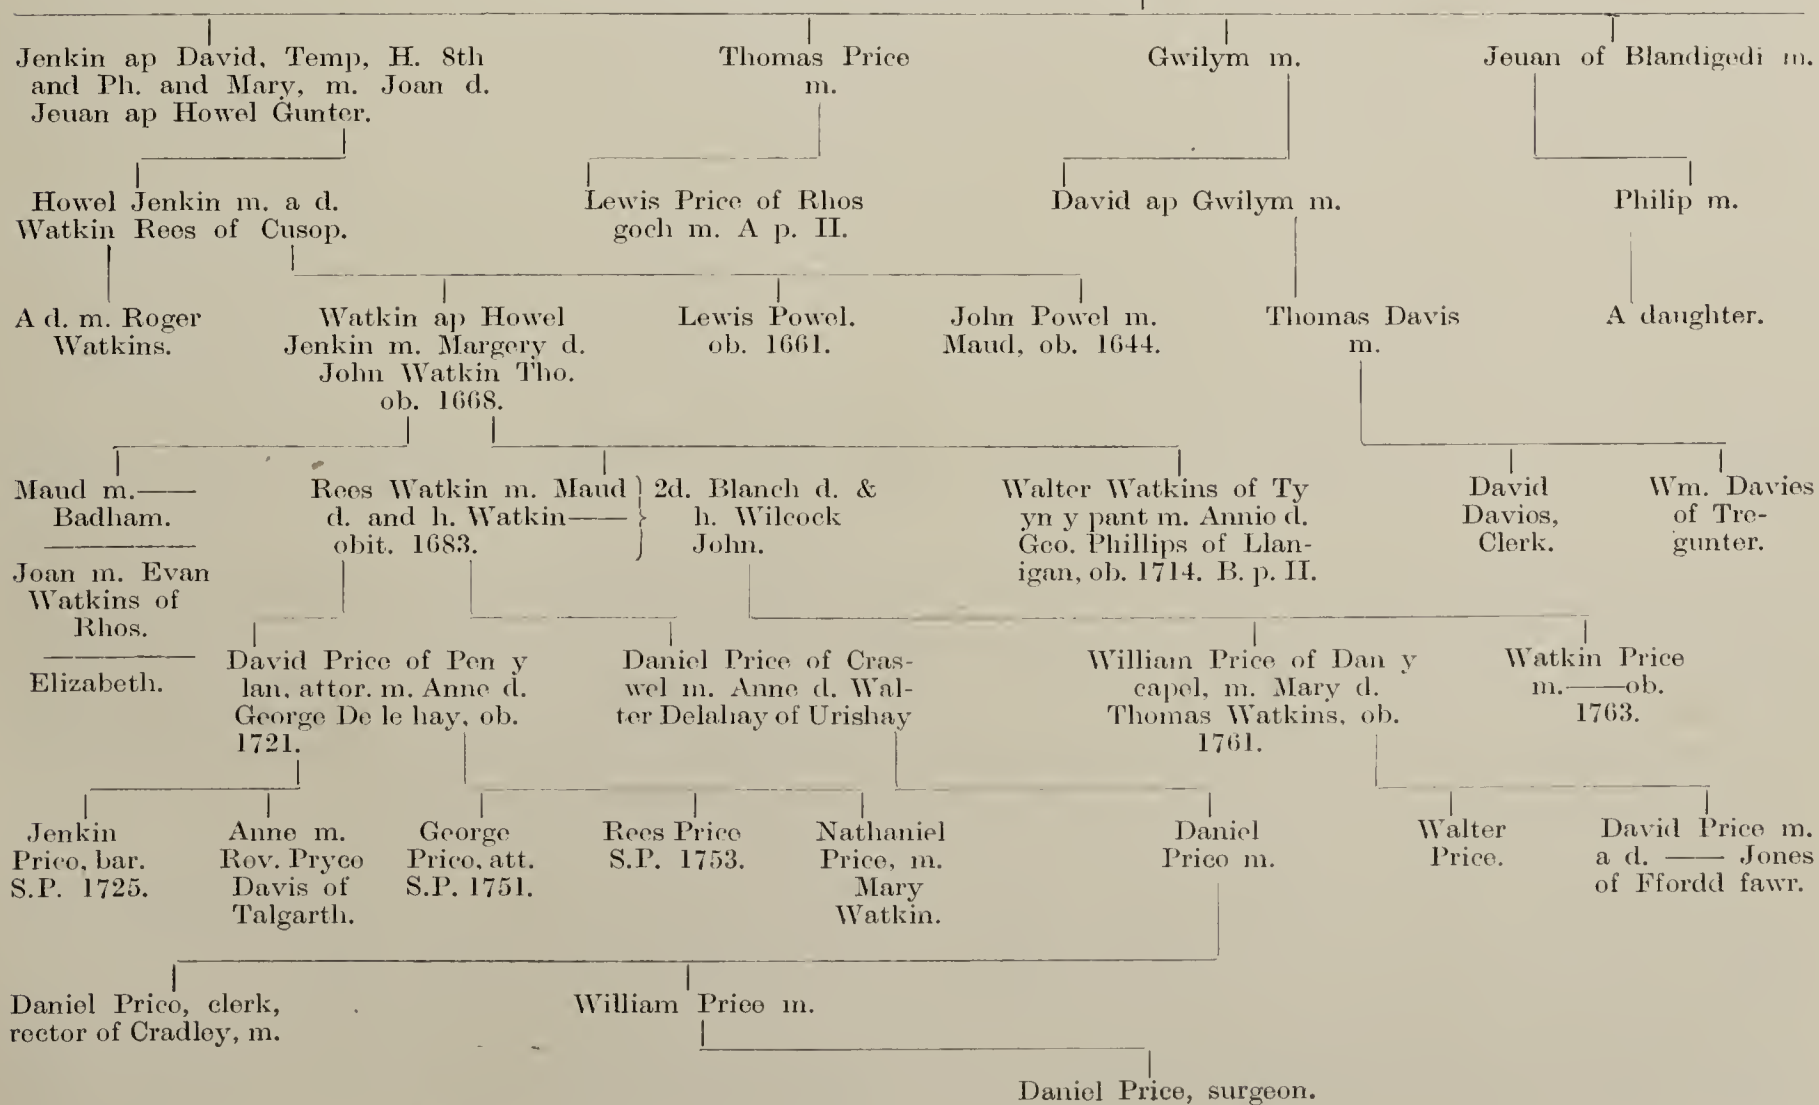 Jenkin ap David, Temp, H. 8th
and Ph. and Mary, m. Joan d.
Jeuan ap Howel Gunter.
Thomas Price
m.
Gwilym m.
Jeuan of Blandigedi m.
Howel Jenkin m. a d.
Watkin Rees of Cusop.
Lewis Price of Rhos
goch m. A p. II.
David ap Gwilym m.
Philip m.
A d. m. Roger
Watkins.
Watkin ap Howel
Jenkin m. Margery d.
John Watkin Tho.
ob. 1668.
Lewis Powel.
ob. 1661.
John Powel m.
Maud, ob. 1644.
Thomas Davis
m.
A daughter.
Maud m.——
Badham.
Joan m. Evan
Watkins of
Rhos.
Elizabeth.
Rees Watkin m. Maud
d. and h. Watkin——
obit. 1683.
2d. Blanch d. &
h. Wilcock
John.
Walter Watkins of Ty
yn y pant m. Annie d.
Geo. Phillips of Llan-
igan, ob. 1714. B. p. II.
David
Davies,
Clerk.
Wm. Davies
of Tre-
gunter.
David Price of Pen y
lan, attor. m. Anne d.
George De le hay, ob.
1721.
Daniel Price of Cras-
wel m. Anne d. Wal-
ter Delahay of Urishay
William Price of Dan y
capel, m. Mary d.
Thomas Watkins, ob.
1761.
Watkin Price
m.——ob.
1763.
Jenkin
Price, bar.
S.P. 1725.
Anne m.
Rev. Pryce
Davis of
Talgarth.
George
Price, att.
S.P. 1751.
Rees Price
S.P. 1753.
Nathaniel
Price, m.
Mary
Watkin.
Daniel
Price m.
Walter
Price.
David Price m.
a d. —— Jones
of Ffordd fawr.
Daniel Price, clerk,
rector of Cradley, m.
William Price m.
Daniel Price, surgeon.